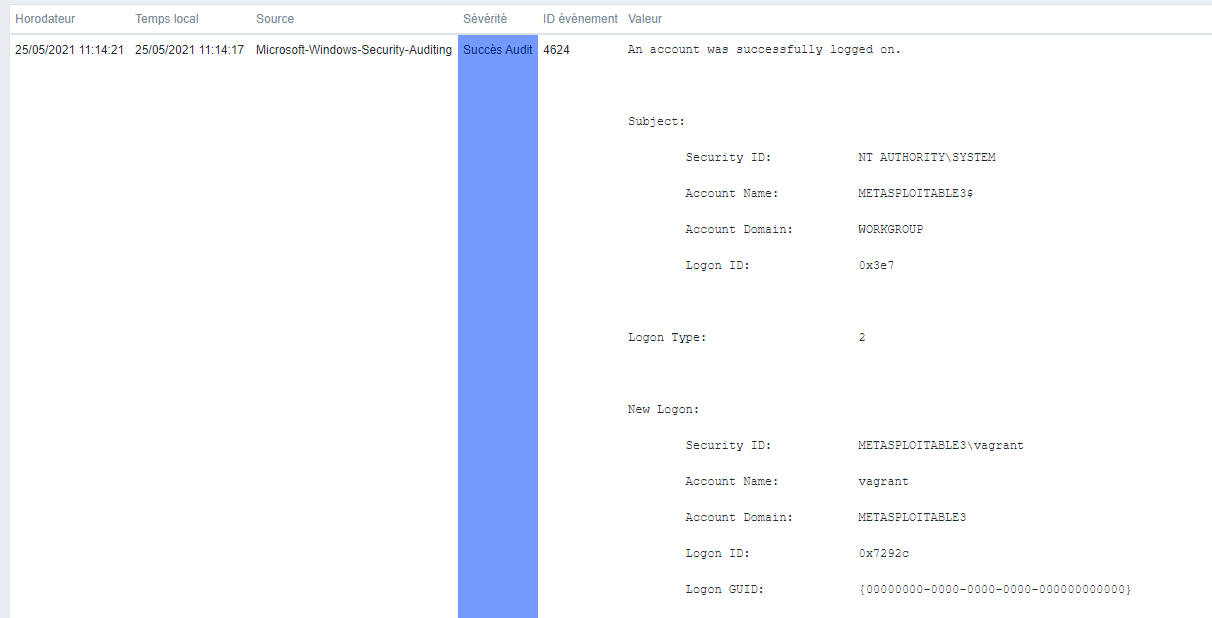 Horodateur Temps local Source Sévérité ID événement Valeur
25/05/2021 11:14:21 25/05/2021 11:14:17 Microsoft-Windows-Security-Auditing Succès Audit 4624 An account was successfully logged on.
Subject:
Security ID: NT AUTHORITY\SYSTEM
Account Name: METASPLOITABLE3$
Account Domain: WORKGROUP
Logon ID: 0x3e7
Logon Type: 2
New Logon:
Security ID: METASPLOITABLE3\vagrant
Account Name: vagrant
Account Domain: METASPLOITABLE3
Logon ID: 0x7292c
Logon GUID: {00000000-0000-0000-0000-000000000000}